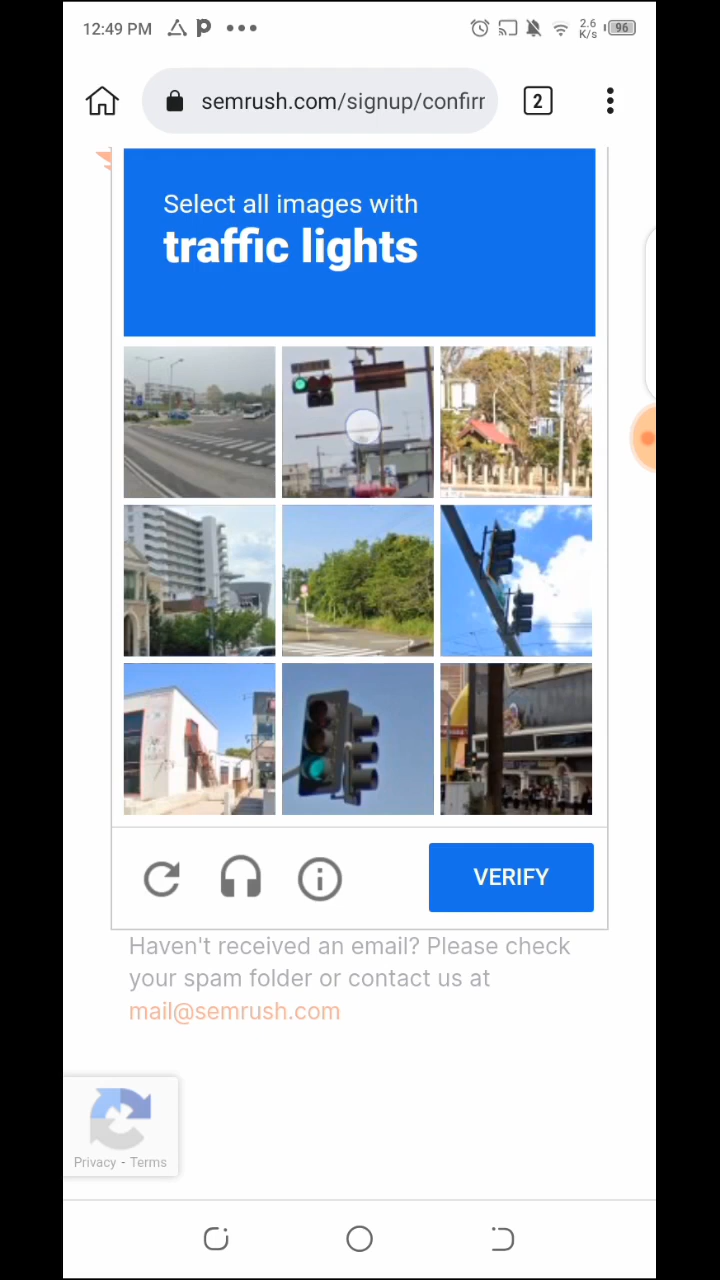 12:49 PM
2.6
K/s
96
semrush.com/signup/confirr
2
Select all images with
traffic lights
VERIFY
Haven't received an email? Please check
your spam folder or contact us at
mail@semrush.com
Privacy - Terms